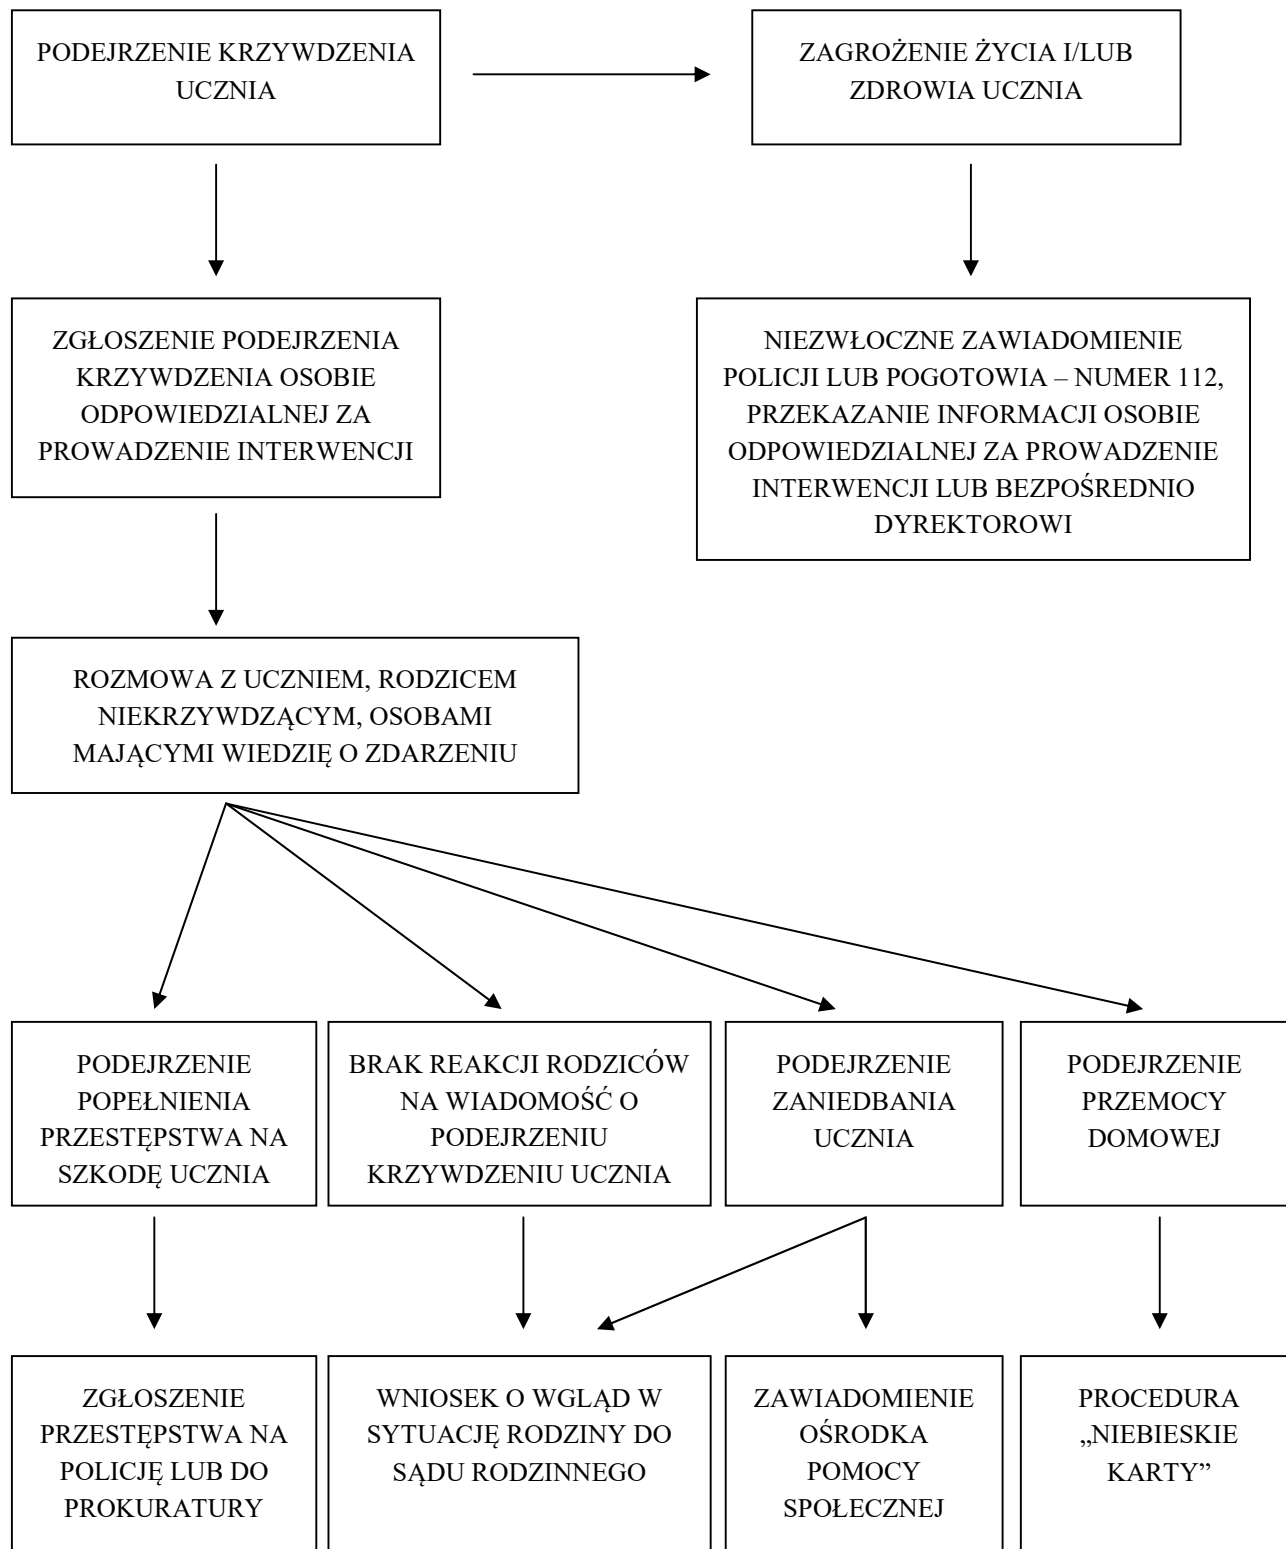 PODEJRZENIE KRZYWDZENIA
UCZNIA
ZAGROŻENIE ŻYCIA I/LUB
ZDROWIA UCZNIA
ZGŁOSZENIE PODEJRZENIA
KRZYWDZENIA OSOBIE
ODPOWIEDZIALNEJ ZA
PROWADZENIE INTERWENCJI
NIEZWŁOCZNE ZAWIADOMIENIE
POLICJI LUB POGOTOWIA – NUMER 112,
PRZEKAZANIE INFORMACJI OSOBIE
ODPOWIEDZIALNEJ ZA PROWADZENIE
INTERWENCJI LUB BEZPOŚREDNIO
DYREKTOROWI
ROZMOWA Z UCZNIEM, RODZICEM
NIEKRZYWDZĄCYM, OSOBAMI
MAJĄCYMI WIEDZIĘ O ZDARZENIU
PODEJRZENIE
POPEŁNIENIA
PRZESTĘPSTWA NA
SZKODĘ UCZNIA
BRAK REAKCJI RODZICÓW
NA WIADOMOŚĆ O
PODEJRZENIU
KRZYWDZENIU UCZNIA
PODEJRZENIE
ZANIEDBANIA
UCZNIA
PODEJRZENIE
PRZEMOCY
DOMOWEJ
ZGŁOSZENIE
PRZESTĘPSTWA NA
POLICJĘ LUB DO
PROKURATURY
WNIOSEK O WGLĄD W
SYTUACJĘ RODZINY DO
SĄDU RODZINNEGO
ZAWIADOMIENIE
OŚRODKA
POMOCY
SPOŁECZNEJ
PROCEDURA
„NIEBIESKIE
KARTY”